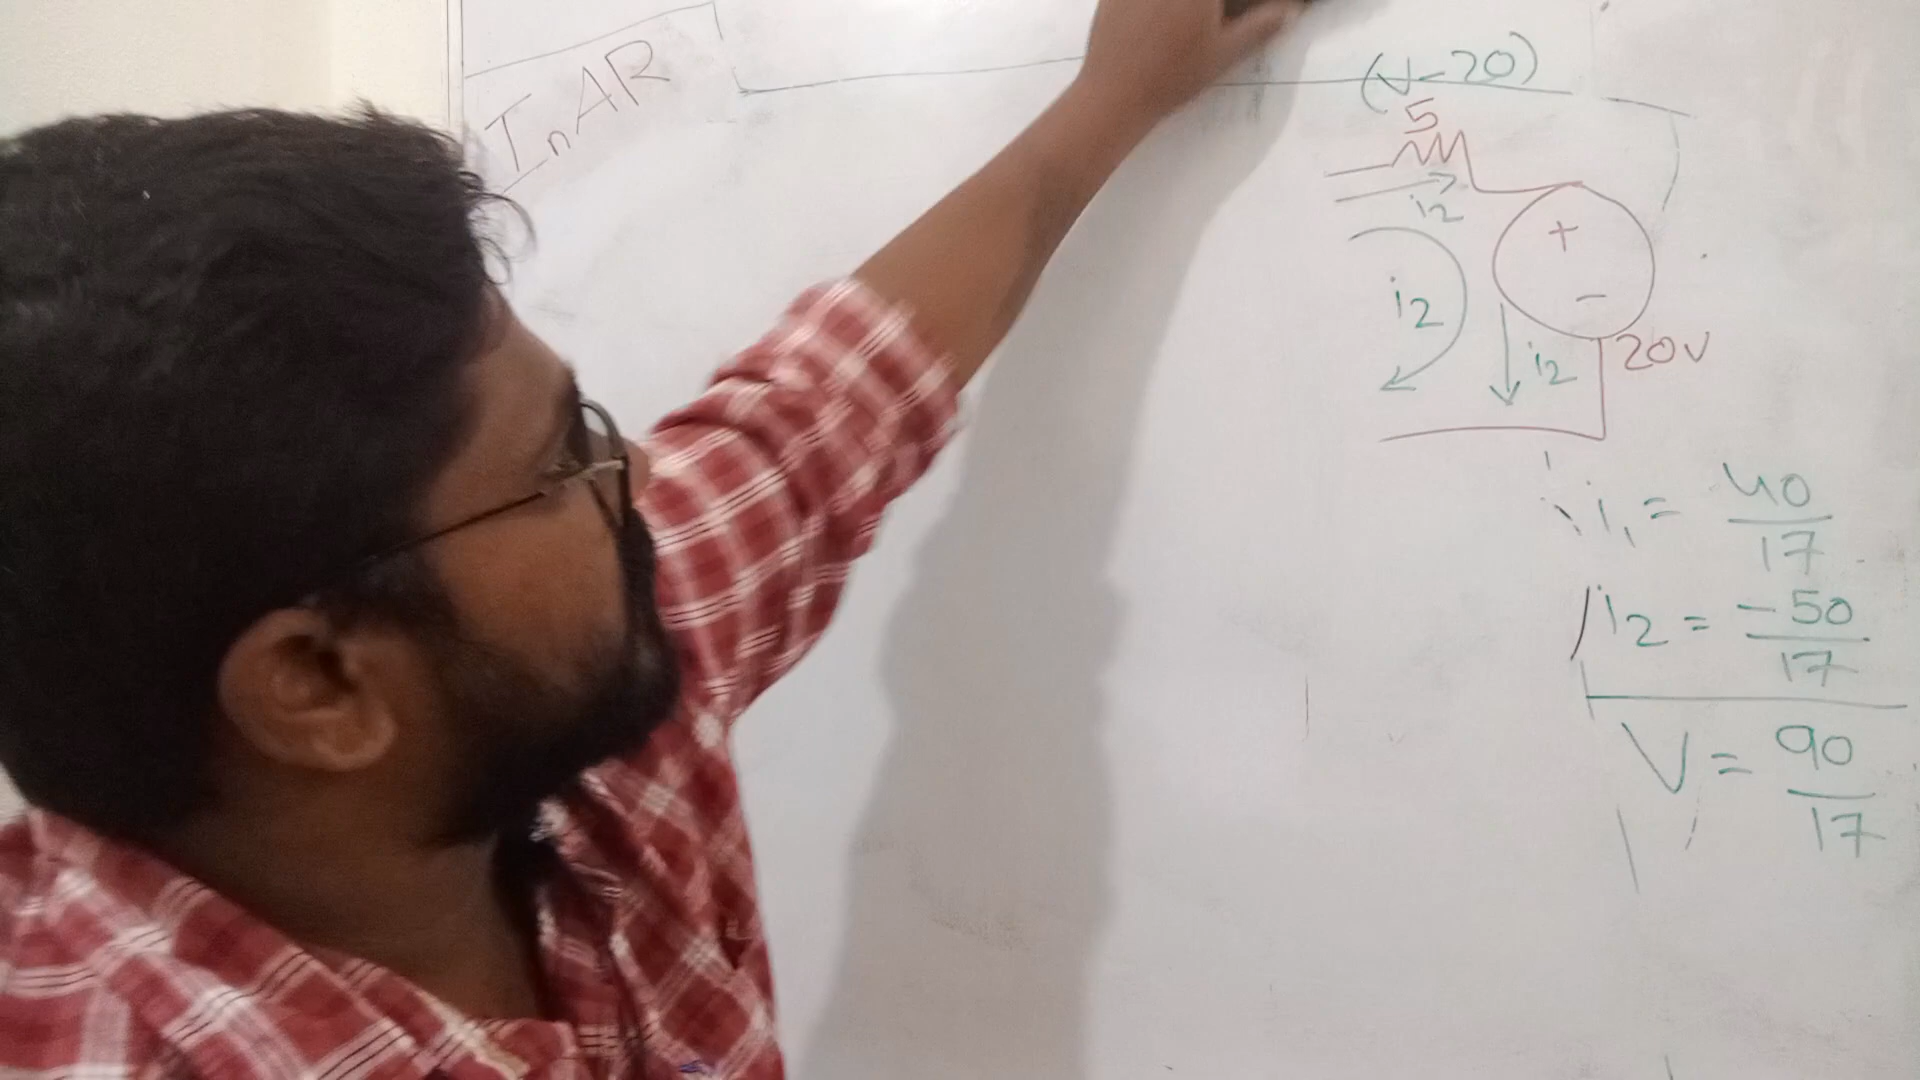 InAR
(V-20)
5
i2
+
i2
-
i2
20V
i1 = 40/17
i2 = -50/17
V = 90/17